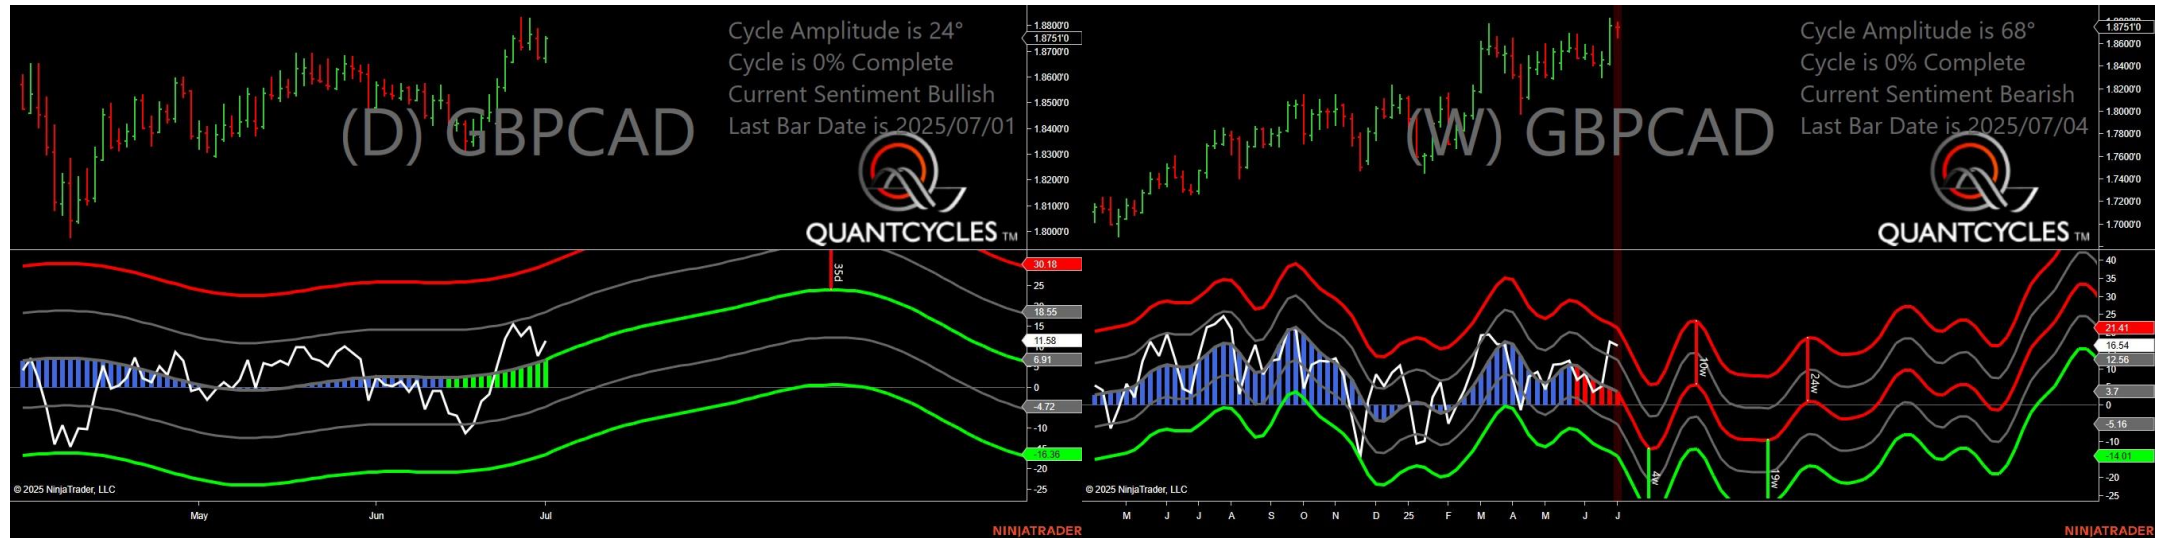 Cycle Amplitude is 24°
Cycle is 0% Complete
Current Sentiment Bullish
Last Bar Date is 2025/07/01
(D) GBPCAD
QUANTCYCLES TM
1.8800'0
1.8751'0
1.8700'0
1.8600'0
1.8500'0
1.8400'0
1.8300'0
1.8200'0
1.8100'0
1.8000'0
35d
30.18
25
18.55
15
11.58
6.91
0
-4.72
-10
-16.36
-20
-25
© 2025 NinjaTrader, LLC
May
Jun
Jul
NINJATRADER
Cycle Amplitude is 68°
Cycle is 0% Complete
Current Sentiment Bearish
Last Bar Date is 2025/07/04
(W) GBPCAD
QUANTCYCLES TM
1.8751'0
1.8600'0
1.8400'0
1.8200'0
1.8000'0
1.7800'0
1.7600'0
1.7400'0
1.7200'0
1.7000'0
10w
24w
4w
19w
40
35
30
25
21.41
16.54
12.56
10
3.7
0
-5.16
-10
-14.01
-20
-25
© 2025 NinjaTrader, LLC
M
J
J
A
S
O
N
D
25
F
M
A
M
J
J
NINJATRADER